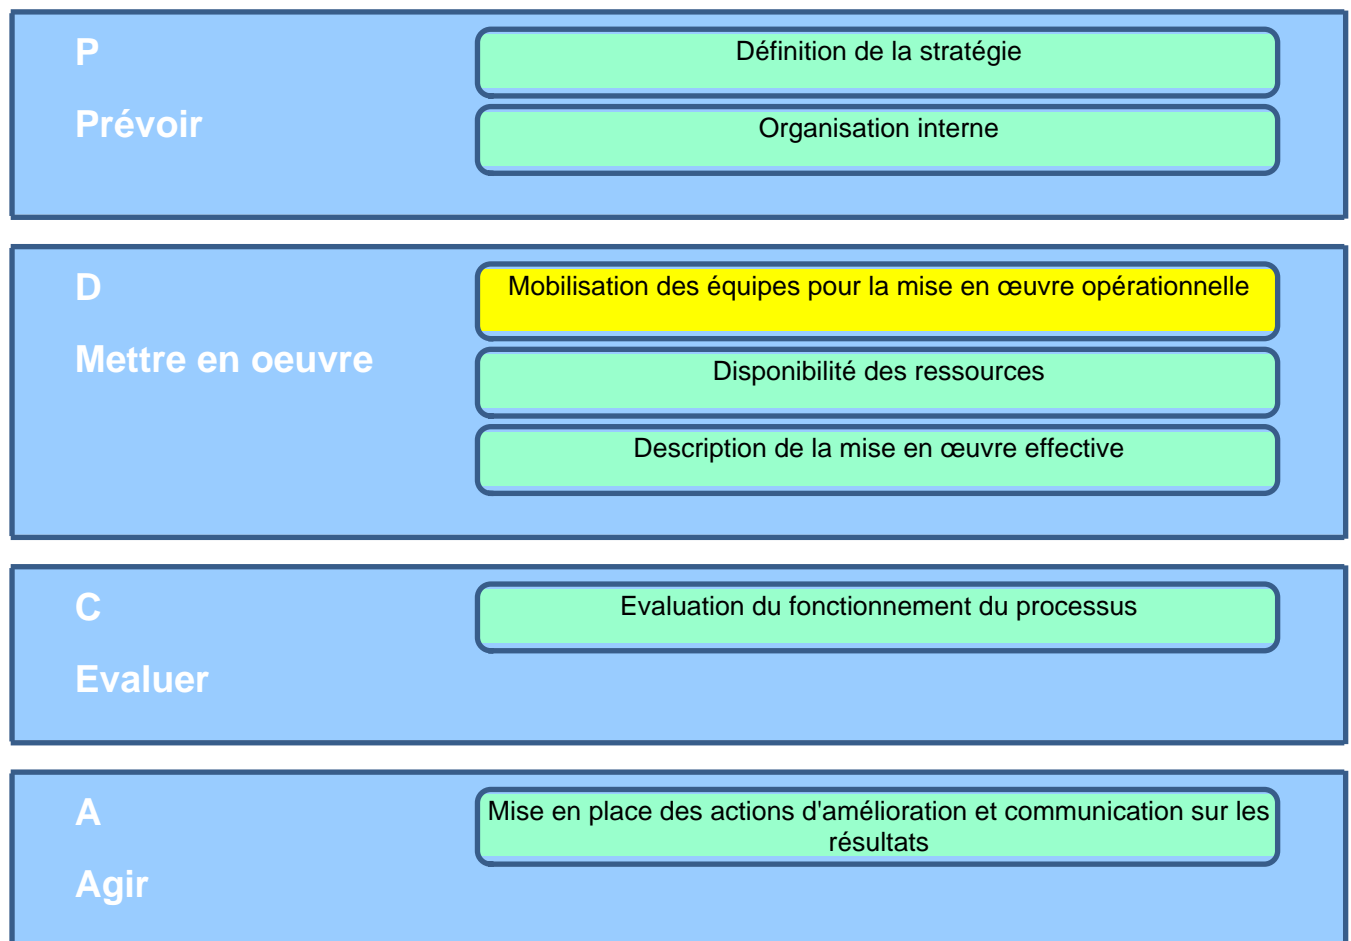 P
Prévoir
Définition de la stratégie
Organisation interne
D
Mettre en oeuvre
Mobilisation des équipes pour la mise en œuvre opérationnelle
Disponibilité des ressources
Description de la mise en œuvre effective
C
Evaluer
Evaluation du fonctionnement du processus
A
Agir
Mise en place des actions d'amélioration et communication sur les
résultats